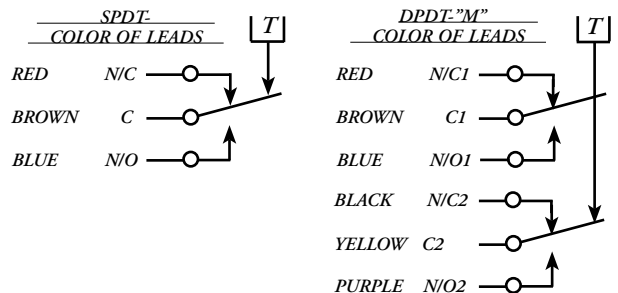 SPDT-
COLOR OF LEADS
T
RED N/C
BROWN C
BLUE N/O
DPDT-"M"
COLOR OF LEADS
T
RED N/C1
BROWN C1
BLUE N/O1
BLACK N/C2
YELLOW C2
PURPLE N/O2